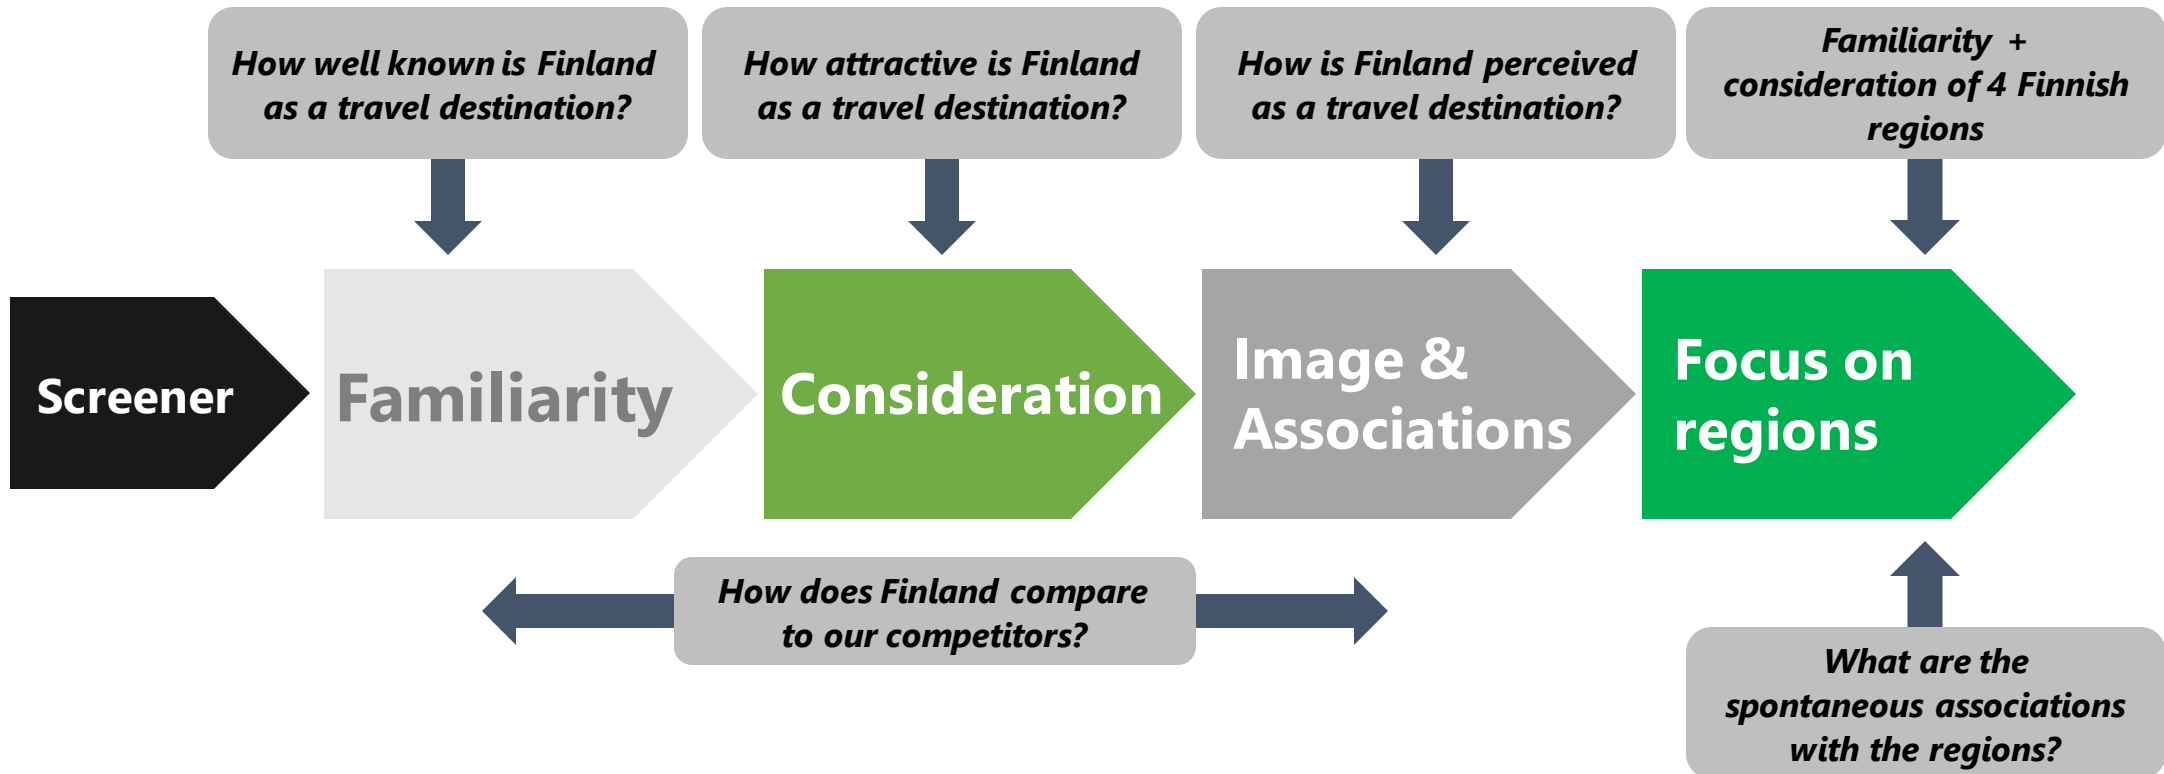 How well known is Finland
as a travel destination?
How attractive is Finland
as a travel destination?
How is Finland perceived
as a travel destination?
Familiarity +
consideration of 4 Finnish
regions
Screener
Familiarity
Consideration
Image &
Associations
Focus on
regions
How does Finland compare
to our competitors?
What are the
spontaneous associations
with the regions?